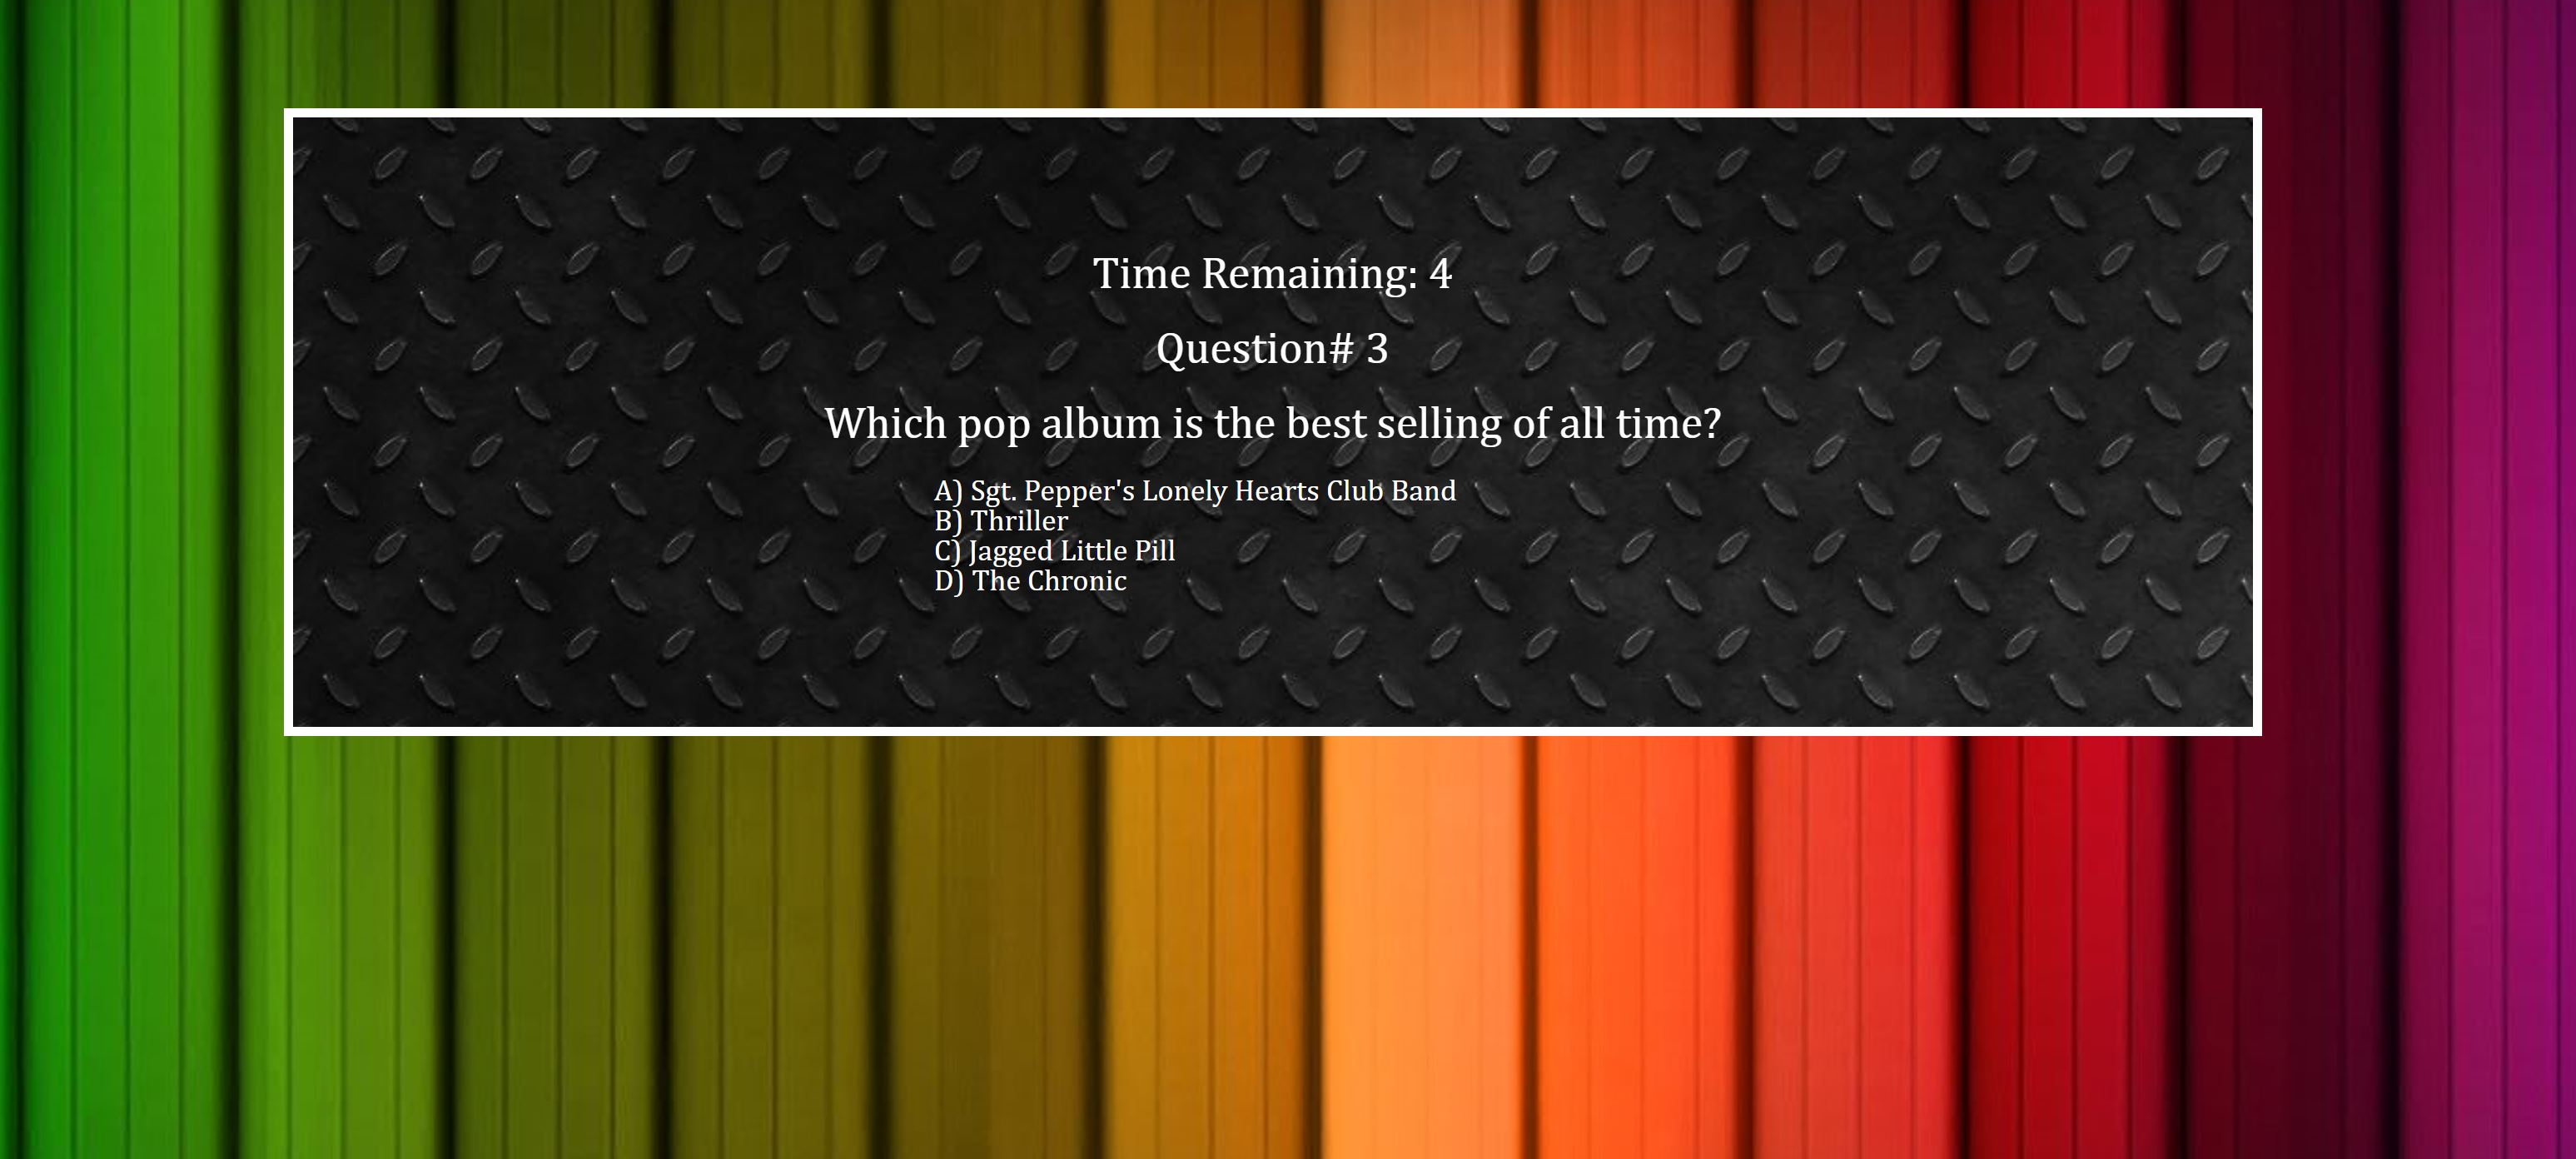 Time Remaining: 4
Question# 3
Which pop album is the best selling of all time?
A) Sgt. Pepper's Lonely Hearts Club Band
B) Thriller
C) Jagged Little Pill
D) The Chronic